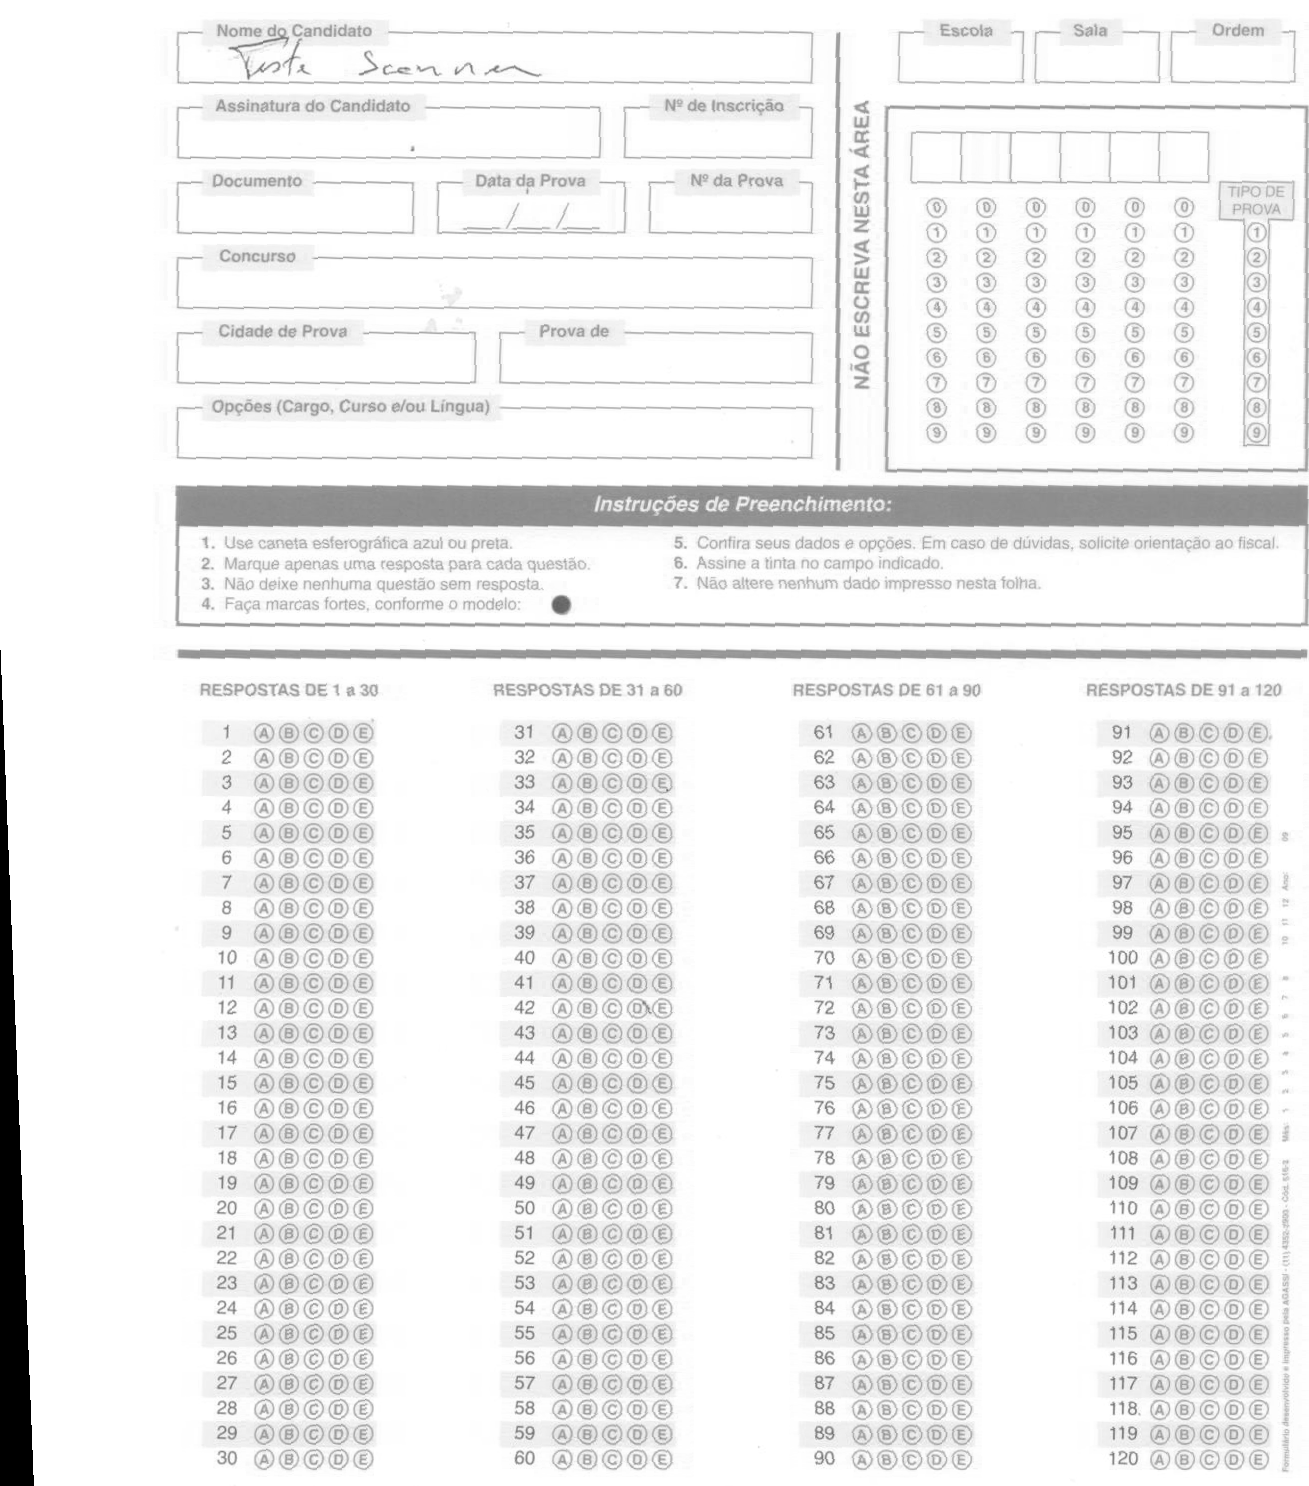 Nome do Candidato
Teste Scanner
Escola
Sala
Ordem
Assinatura do Candidato
Nº de Inscrição
Documento
Data da Prova
__/__/__
Nº da Prova
Concurso
Cidade de Prova
Prova de
Opções (Cargo, Curso e/ou Língua)
NÃO ESCREVA NESTA ÁREA
TIPO DE
PROVA
0 0 0 0 0 0
1 1 1 1 1 1 1
2 2 2 2 2 2 2
3 3 3 3 3 3 3
4 4 4 4 4 4 4
5 5 5 5 5 5 5
6 6 6 6 6 6 6
7 7 7 7 7 7 7
8 8 8 8 8 8 8
9 9 9 9 9 9 9
Instruções de Preenchimento:
1. Use caneta esferográfica azul ou preta.
2. Marque apenas uma resposta para cada questão.
3. Não deixe nenhuma questão sem resposta.
4. Faça marcas fortes, conforme o modelo:
5. Confira seus dados e opções. Em caso de dúvidas, solicite orientação ao fiscal.
6. Assine a tinta no campo indicado.
7. Não altere nenhum dado impresso nesta folha.
RESPOSTAS DE 1 a 30
1 A B C D E
2 A B C D E
3 A B C D E
4 A B C D E
5 A B C D E
6 A B C D E
7 A B C D E
8 A B C D E
9 A B C D E
10 A B C D E
11 A B C D E
12 A B C D E
13 A B C D E
14 A B C D E
15 A B C D E
16 A B C D E
17 A B C D E
18 A B C D E
19 A B C D E
20 A B C D E
21 A B C D E
22 A B C D E
23 A B C D E
24 A B C D E
25 A B C D E
26 A B C D E
27 A B C D E
28 A B C D E
29 A B C D E
30 A B C D E
RESPOSTAS DE 31 a 60
31 A B C D E
32 A B C D E
33 A B C D E
34 A B C D E
35 A B C D E
36 A B C D E
37 A B C D E
38 A B C D E
39 A B C D E
40 A B C D E
41 A B C D E
42 A B C D E
43 A B C D E
44 A B C D E
45 A B C D E
46 A B C D E
47 A B C D E
48 A B C D E
49 A B C D E
50 A B C D E
51 A B C D E
52 A B C D E
53 A B C D E
54 A B C D E
55 A B C D E
56 A B C D E
57 A B C D E
58 A B C D E
59 A B C D E
60 A B C D E
RESPOSTAS DE 61 a 90
61 A B C D E
62 A B C D E
63 A B C D E
64 A B C D E
65 A B C D E
66 A B C D E
67 A B C D E
68 A B C D E
69 A B C D E
70 A B C D E
71 A B C D E
72 A B C D E
73 A B C D E
74 A B C D E
75 A B C D E
76 A B C D E
77 A B C D E
78 A B C D E
79 A B C D E
80 A B C D E
81 A B C D E
82 A B C D E
83 A B C D E
84 A B C D E
85 A B C D E
86 A B C D E
87 A B C D E
88 A B C D E
89 A B C D E
90 A B C D E
RESPOSTAS DE 91 a 120
91 A B C D E
92 A B C D E
93 A B C D E
94 A B C D E
95 A B C D E
96 A B C D E
97 A B C D E
98 A B C D E
99 A B C D E
100 A B C D E
101 A B C D E
102 A B C D E
103 A B C D E
104 A B C D E
105 A B C D E
106 A B C D E
107 A B C D E
108 A B C D E
109 A B C D E
110 A B C D E
111 A B C D E
112 A B C D E
113 A B C D E
114 A B C D E
115 A B C D E
116 A B C D E
117 A B C D E
118 A B C D E
119 A B C D E
120 A B C D E
Formulário desenvolvido e impresso pela AGASSI - (11) - Cód. Mês: 1 2 3 4 5 6 7 8 10 11 12 Ano: 09